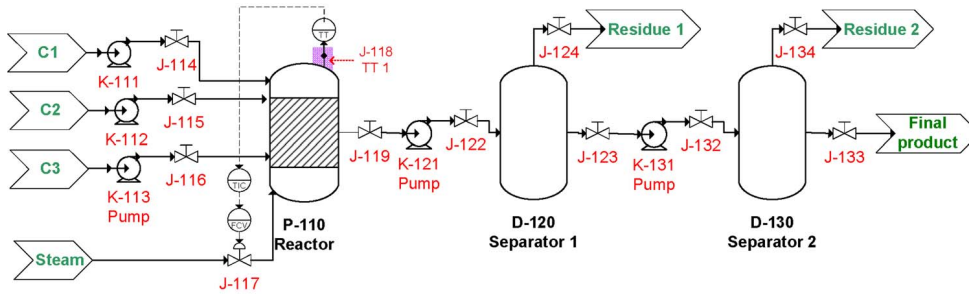 TT
J-118
TT 1
C1
K-111
J-114
C2
K-112
J-115
C3
K-113
Pump
J-116
TIC
FCV
Steam
J-117
P-110
Reactor
J-119
K-121
Pump
J-122
J-124
Residue 1
D-120
Separator 1
J-123
K-131
Pump
J-132
J-134
Residue 2
D-130
Separator 2
J-133
Final
product